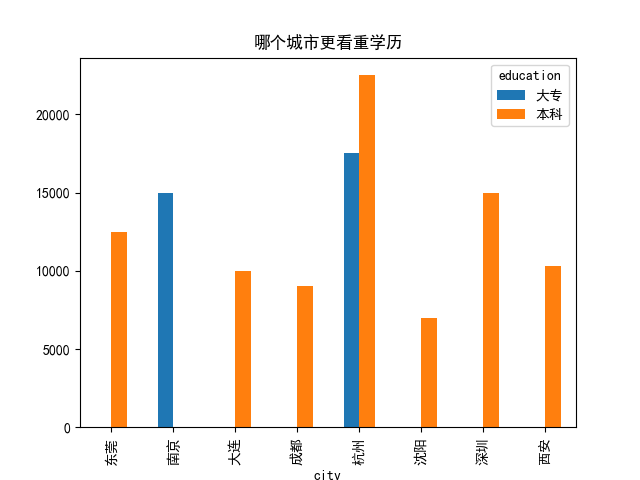 哪个城市更看重学历
education
大专
本科
20000
15000
10000
5000
0
东莞
南京
大连
成都
杭州
沈阳
深圳
西安
city